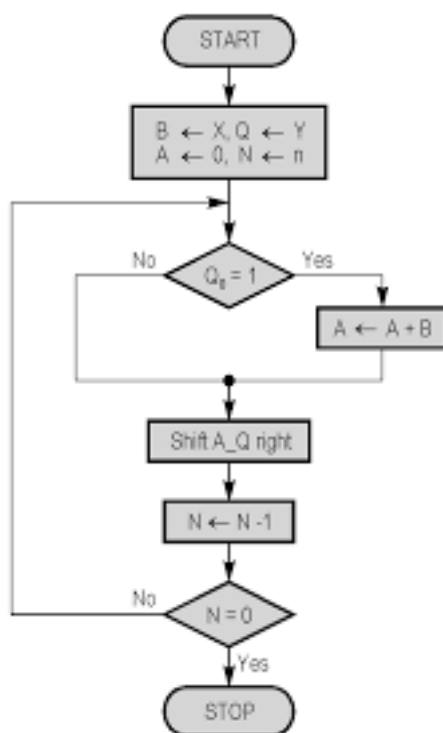 START
B ← X, Q ← Y
A ← 0, N ← n
No
Yes
Q₀ = 1
A ← A + B
Shift A_Q right
N ← N -1
No
N = 0
Yes
STOP